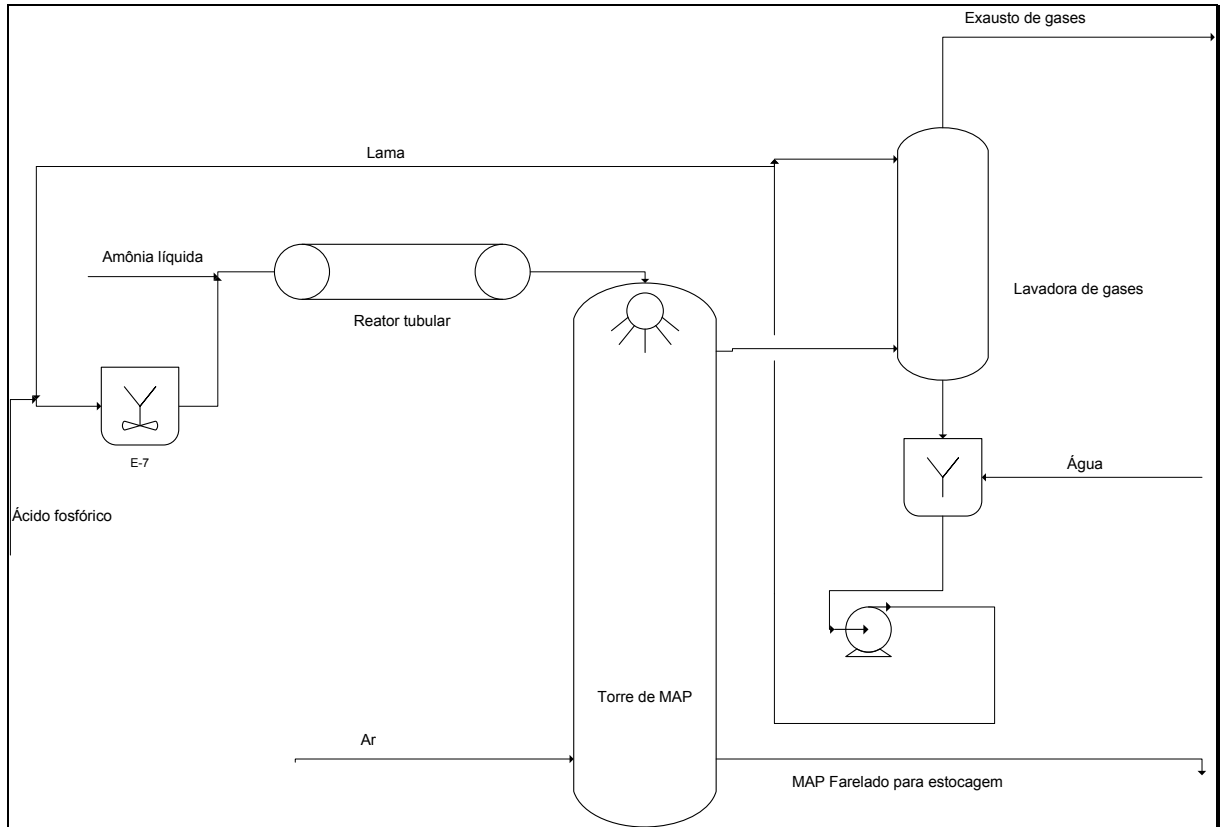 Exausto de gases
Lama
Amônia líquida
Lavadora de gases
Reator tubular
E-7
Água
Ácido fosfórico
Torre de MAP
Ar
MAP Farelado para estocagem